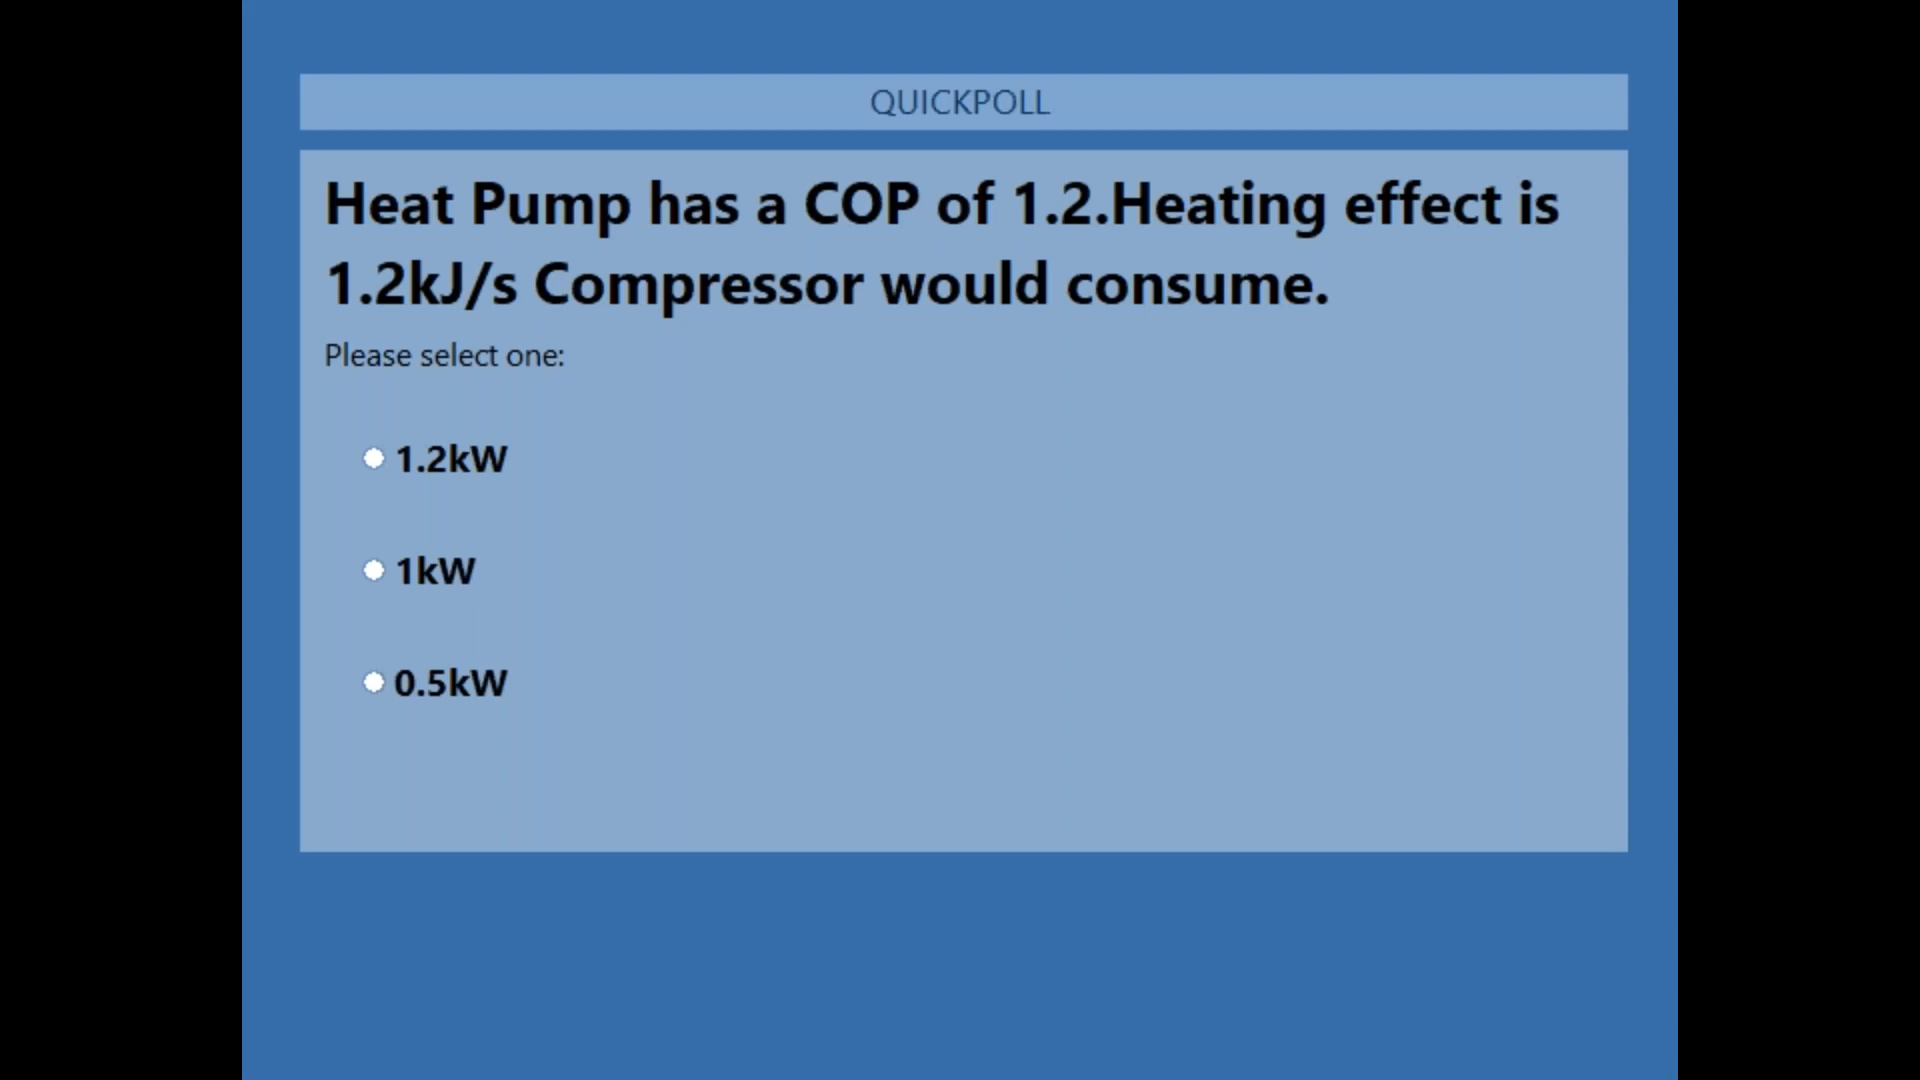 QUICKPOLL
Heat Pump has a COP of 1.2.Heating effect is
1.2kJ/s Compressor would consume.
Please select one:
1.2kW
1kW
0.5kW